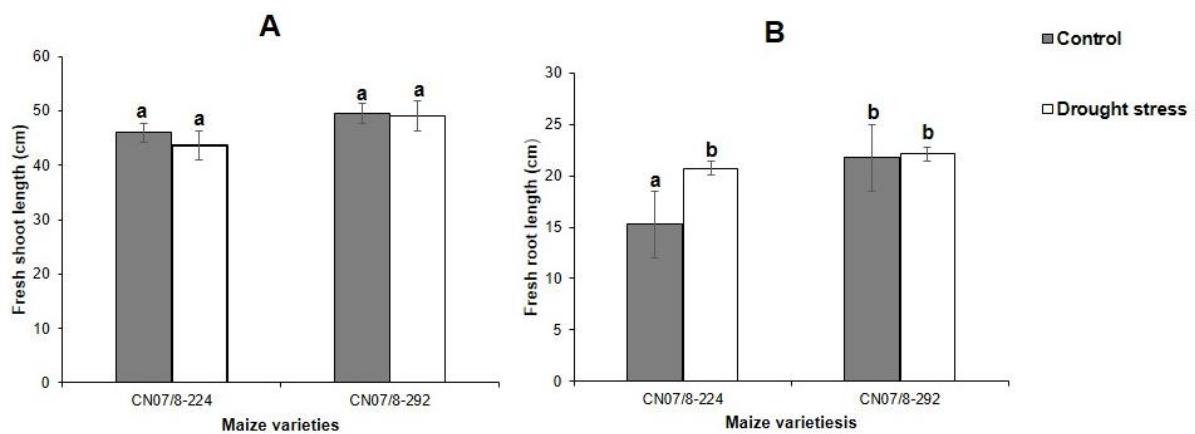 A
B
Control
Drought stress
Fresh shoot length (cm)
60
50
40
30
20
10
0
a
a
a
a
CN07/8-224
CN07/8-292
Maize varieties
Fresh root length (cm)
30
25
20
15
10
5
0
a
b
b
b
CN07/8-224
CN07/8-292
Maize varietiesis